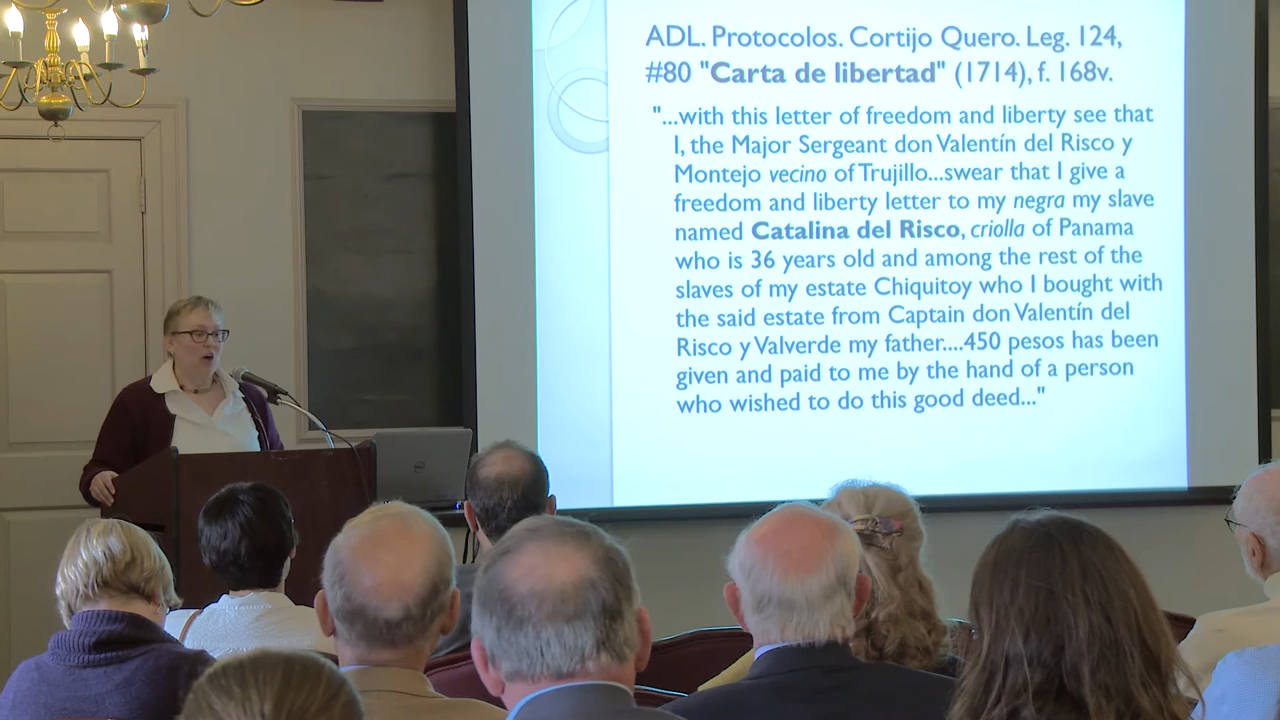 ADL. Protocolos. Cortijo Quero. Leg. 124,
#80 "Carta de libertad" (1714), f. 168v.
"...with this letter of freedom and liberty see that
I, the Major Sergeant don Valentín del Risco y
Montejo vecino of Trujillo...swear that I give a
freedom and liberty letter to my negra my slave
named Catalina del Risco, criolla of Panama
who is 36 years old and among the rest of the
slaves of my estate Chiquitoy who I bought with
the said estate from Captain don Valentín del
Risco y Valverde my father....450 pesos has been
given and paid to me by the hand of a person
who wished to do this good deed..."
DELL